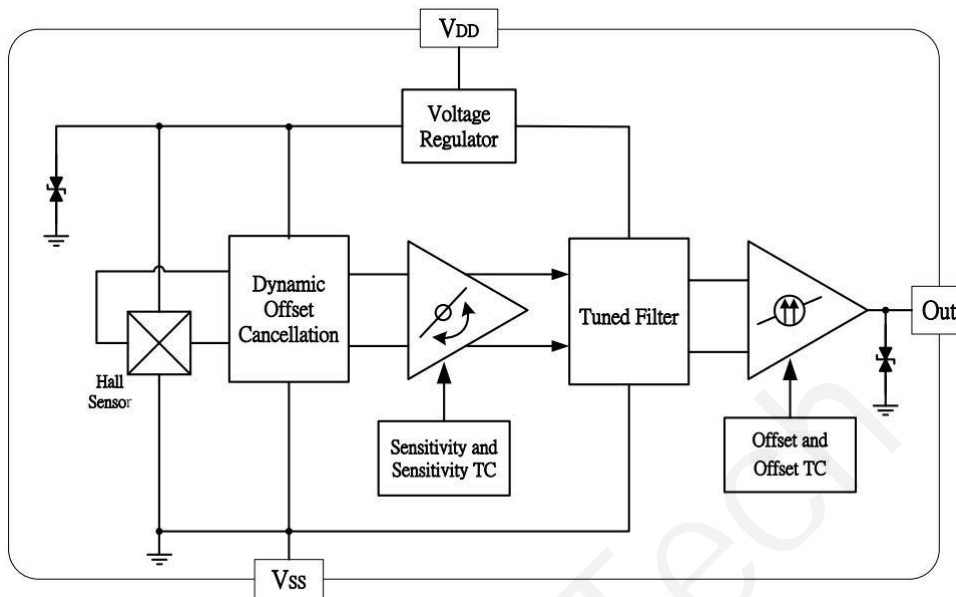 VDD
Voltage
Regulator
Dynamic
Offset
Cancellation
Tuned Filter
Out
Hall
Sensor
Sensitivity and
Sensitivity TC
Offset and
Offset TC
VSS
Tech